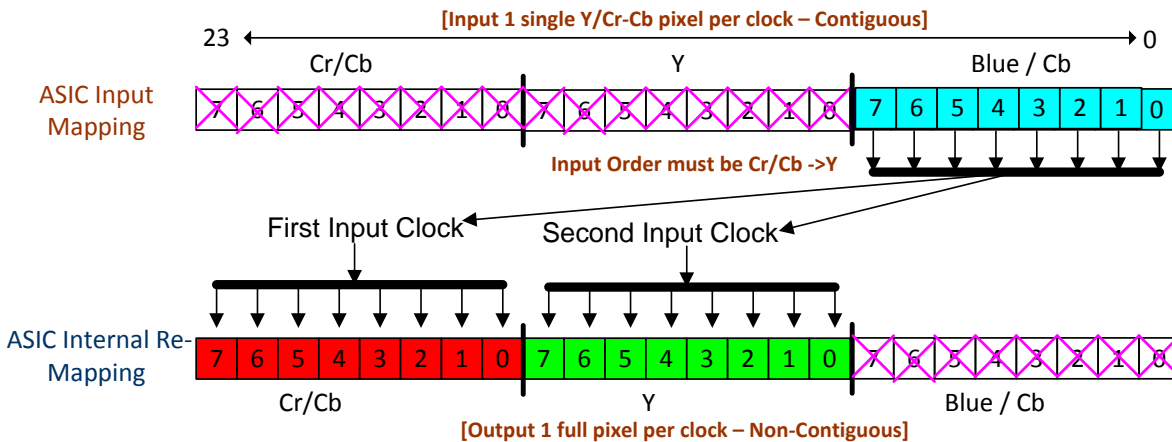 [Input 1 single Y/Cr-Cb pixel per clock – Contiguous]
23 0
Cr/Cb Y Blue / Cb
ASIC Input
Mapping
7 6 5 4 3 2 1 0 7 6 5 4 3 2 1 0 7 6 5 4 3 2 1 0
Input Order must be Cr/Cb ->Y
First Input Clock Second Input Clock
ASIC Internal Re-
Mapping
7 6 5 4 3 2 1 0 7 6 5 4 3 2 1 0 7 6 5 4 3 2 1 0
Cr/Cb Y Blue / Cb
[Output 1 full pixel per clock – Non-Contiguous]